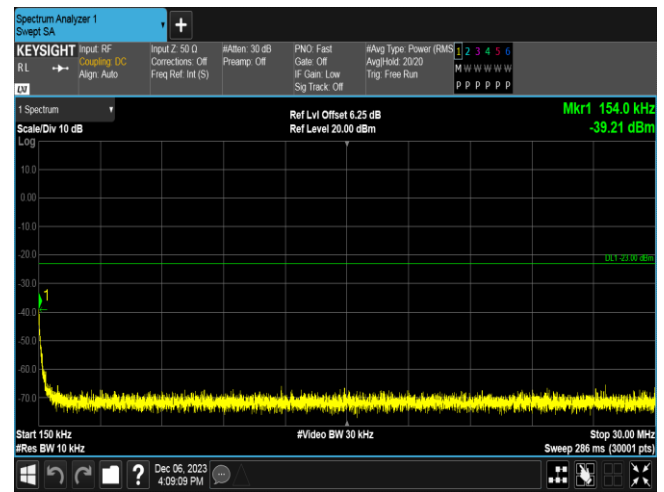 Spectrum Analyzer 1
Swept SA
+
KEYSIGHT
RL
LXI
Input: RF
Coupling: DC
Align: Auto
Input Z: 50 Ω
Corrections: Off
Freq Ref: Int (S)
#Atten: 30 dB
Preamp: Off
PNO: Fast
Gate: Off
IF Gain: Low
Sig Track: Off
#Avg Type: Power (RMS
Avg|Hold: 20/20
Trig: Free Run
1 2 3 4 5 6
M W W W W W
P P P P P P
1 Spectrum
Scale/Div 10 dB
Ref Lvl Offset 6.25 dB
Ref Level 20.00 dBm
Mkr1 154.0 kHz
-39.21 dBm
Log
10.0
0.00
-10.0
-20.0
DL1 -23.00 dBm
-30.0
1
-40.0
-50.0
-60.0
-70.0
Start 150 kHz
#Video BW 30 kHz
Stop 30.00 MHz
#Res BW 10 kHz
Sweep 286 ms (30001 pts)
?
Dec 06, 2023
4:09:09 PM